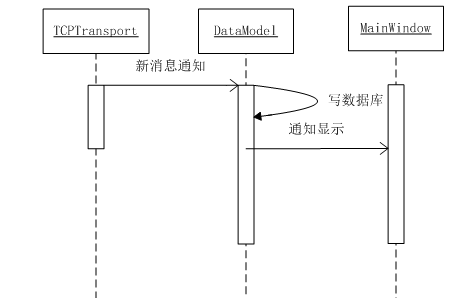 TCPTransport
DataModel
MainWindow
新消息通知
写数据库
通知显示